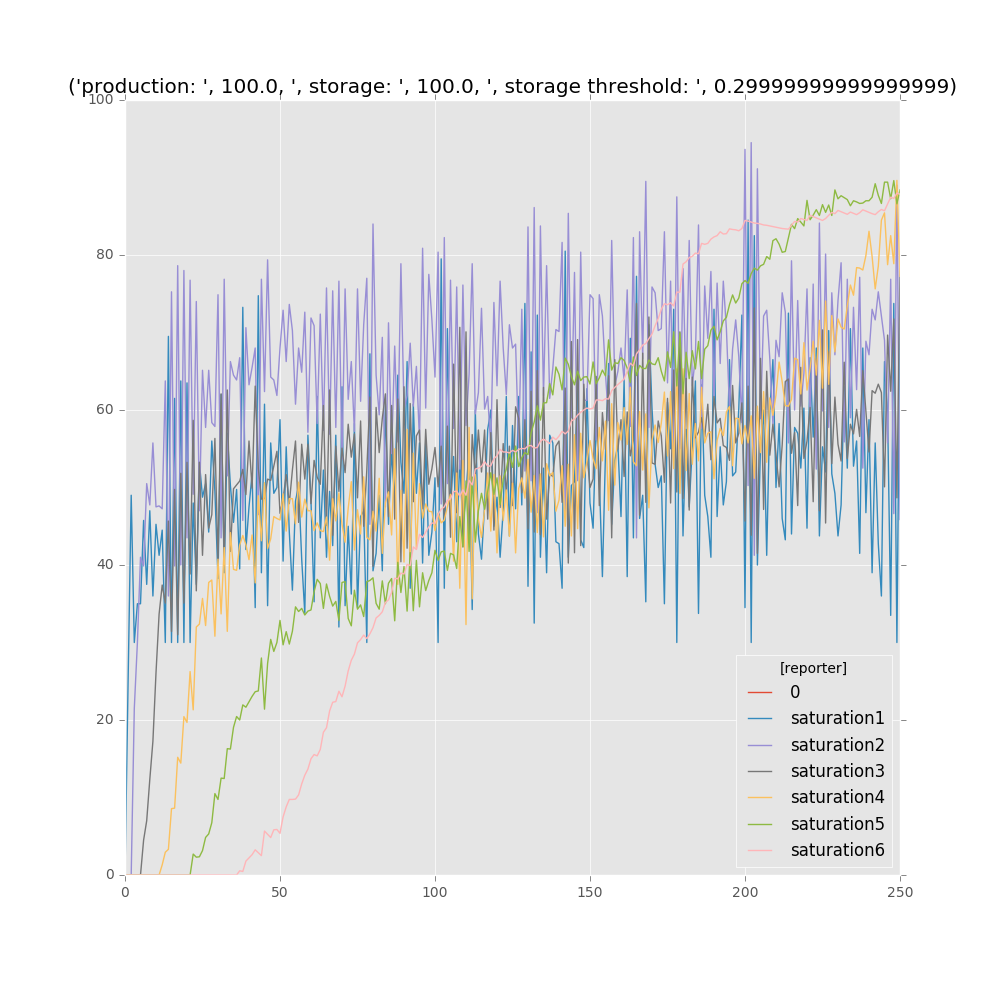 ('production: ', 100.0, ', storage: ', 100.0, ', storage threshold: ', 0.29999999999999999)
100
80
60
40
20
0
0 50 100 150 200 250
[reporter]
0
saturation1
saturation2
saturation3
saturation4
saturation5
saturation6